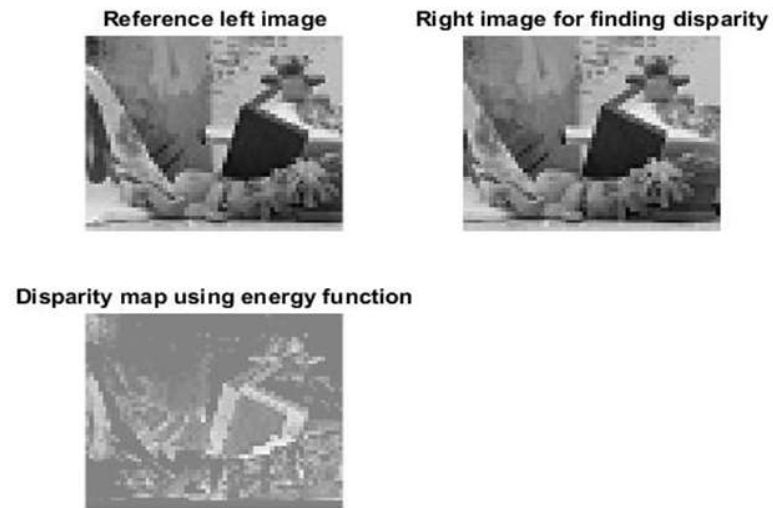 Reference left image
Right image for finding disparity
Disparity map using energy function